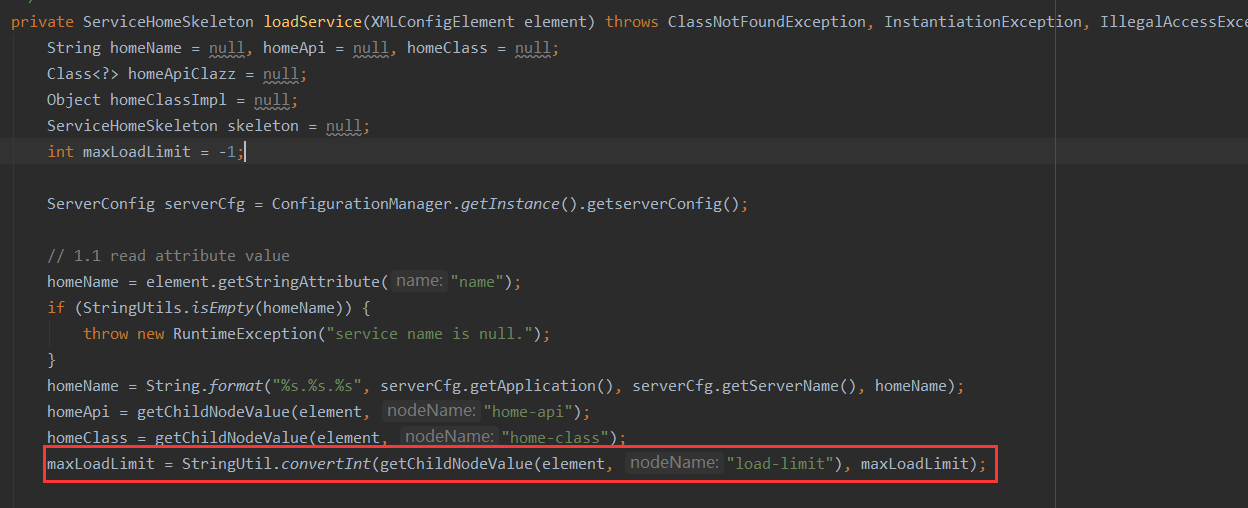 private ServiceHomeSkeleton loadService(XMLConfigElement element) throws ClassNotFoundException, InstantiationException, IllegalAccessExce
String homeName = null, homeApi = null, homeClass = null;
Class<?> homeApiClazz = null;
Object homeClassImpl = null;
ServiceHomeSkeleton skeleton = null;
int maxLoadLimit = -1;
ServerConfig serverCfg = ConfigurationManager.getInstance().getserverConfig();
// 1.1 read attribute value
homeName = element.getStringAttribute( name: "name");
if (StringUtils.isEmpty(homeName)) {
throw new RuntimeException("service name is null.");
}
homeName = String.format("%s.%s.%s", serverCfg.getApplication(), serverCfg.getServerName(), homeName);
homeApi = getChildNodeValue(element, nodeName: "home-api");
homeClass = getChildNodeValue(element, nodeName: "home-class");
maxLoadLimit = StringUtil.convertInt(getChildNodeValue(element, nodeName: "load-limit"), maxLoadLimit);